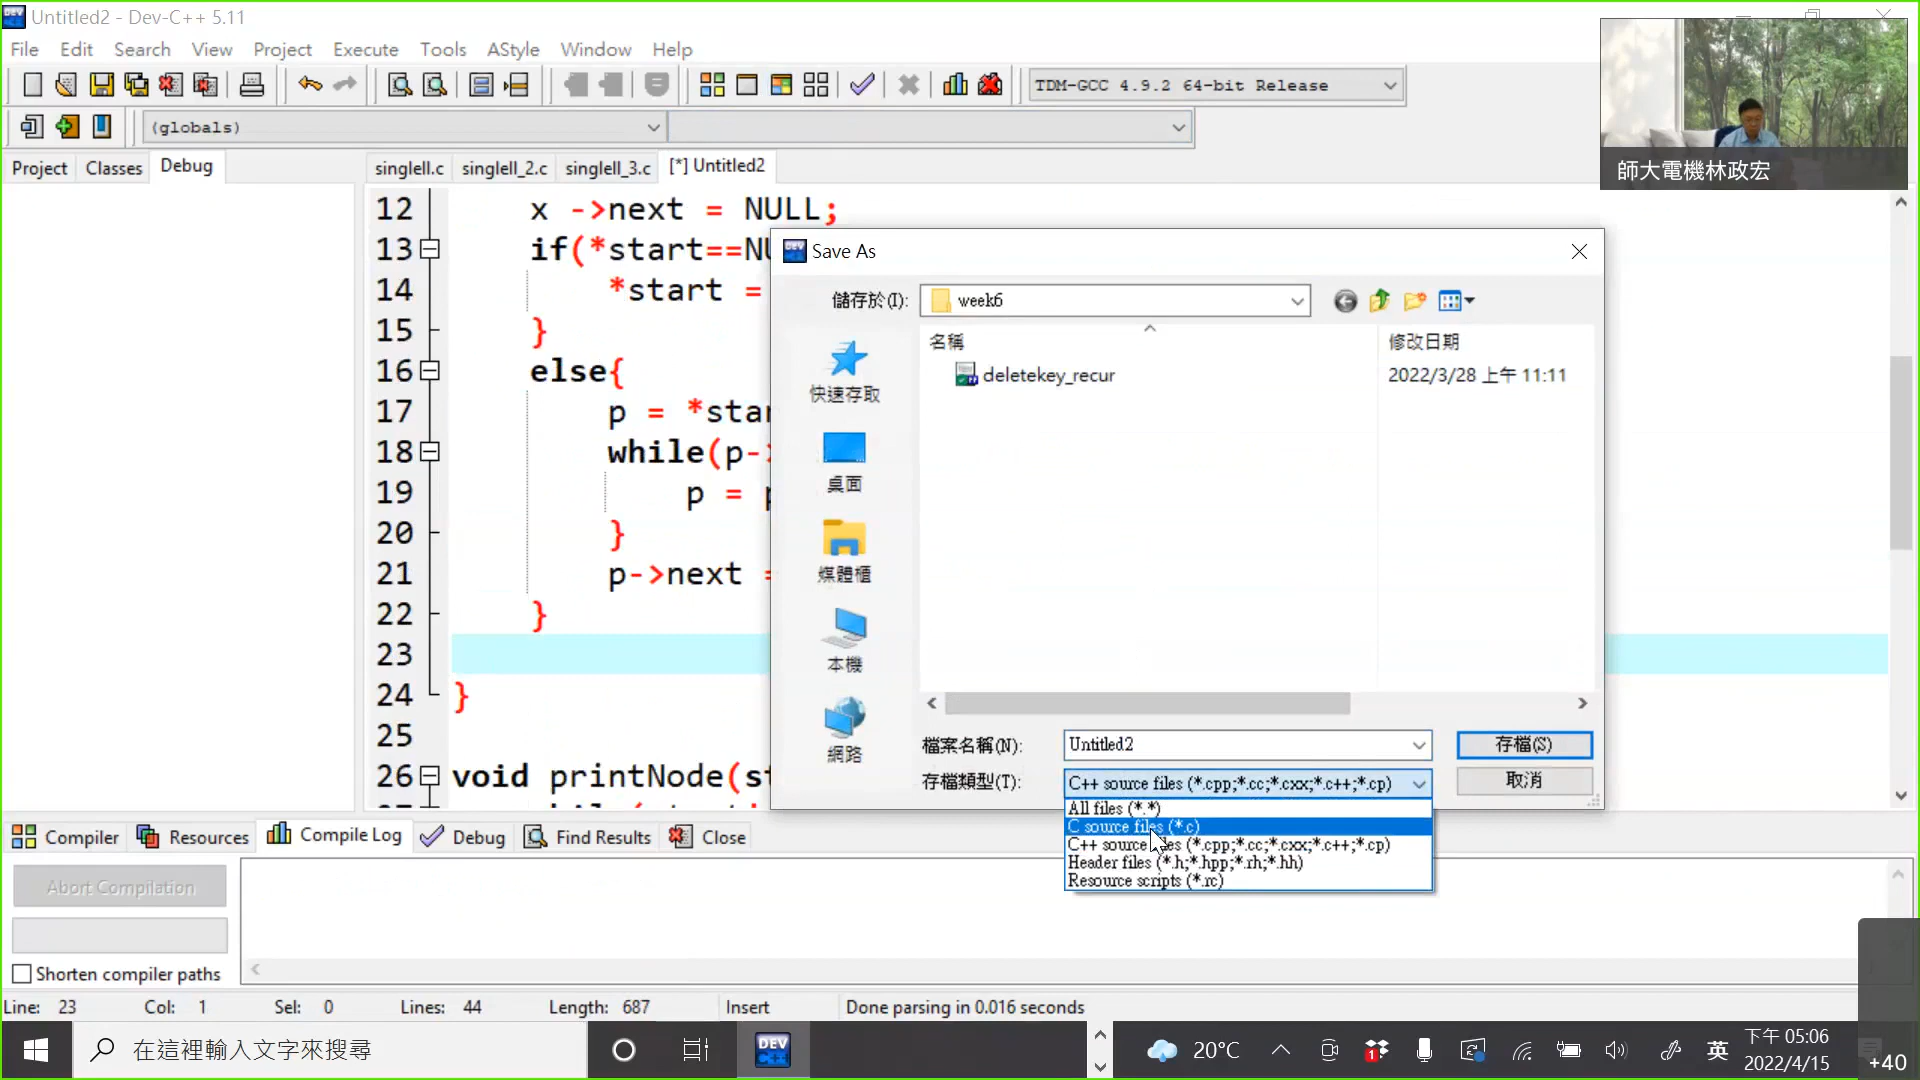 Untitled2 - Dev-C++ 5.11
File Edit Search View Project Execute Tools AStyle Window Help
TDM-GCC 4.9.2 64-bit Release
(globals)
師大電機林政宏
Project Classes Debug
singlell.c singlell_2.c singlell_3.c [*] Untitled2
12 x ->next = NULL;
13 if(*start==NU
14 *start =
15 }
16 else{
17 p = *star
18 while(p-
19 p = p
20 }
21 p->next =
22 }
23
24 }
25
26 void printNode(st
Save As
儲存於(I): week6
名稱 修改日期
deletekey_recur 2022/3/28 上午 11:11
快速存取
桌面
媒體櫃
本機
網路
檔案名稱(N): Untitled2 存檔(S)
存檔類型(T): C++ source files (*.cpp;*.cc;*.cxx;*.c++;*.cp) 取消
All files (*.*)
C source files (*.c)
C++ source files (*.cpp;*.cc;*.cxx;*.c++;*.cp)
Header files (*.h;*.hpp;*.rh;*.hh)
Resource scripts (*.rc)
Compiler Resources Compile Log Debug Find Results Close
Abort Compilation
Shorten compiler paths
Line: 23 Col: 1 Sel: 0 Lines: 44 Length: 687 Insert Done parsing in 0.016 seconds
在這裡輸入文字來搜尋
DEV C++
20°C
1
英
下午 05:06
2022/4/15
+40